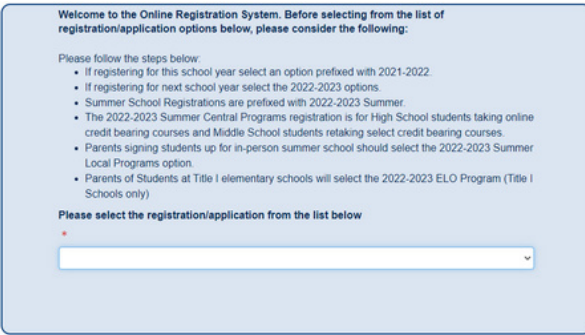 Welcome to the Online Registration System. Before selecting from the list of
registration/application options below, please consider the following:
Please follow the steps below:
• If registering for this school year select an option prefixed with 2021-2022.
• If registering for next school year select the 2022-2023 options.
• Summer School Registrations are prefixed with 2022-2023 Summer.
• The 2022-2023 Summer Central Programs registration is for High School students taking online
credit bearing courses and Middle School students retaking select credit bearing courses.
• Parents signing students up for in-person summer school should select the 2022-2023 Summer
Local Programs option.
• Parents of Students at Title I elementary schools will select the 2022-2023 ELO Program (Title I
Schools only)
Please select the registration/application from the list below
*